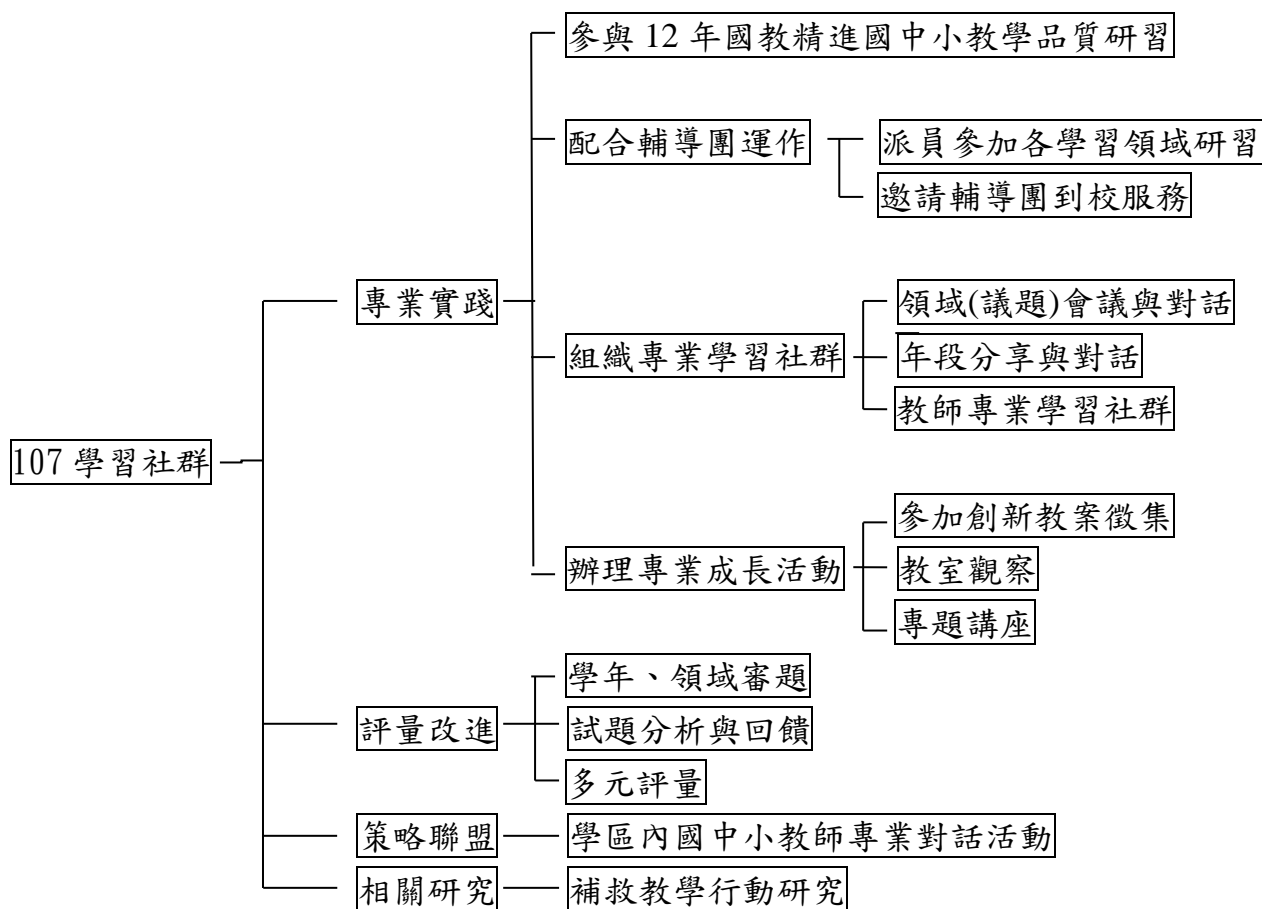 參與 12 年國教精進國中小教學品質研習
配合輔導團運作
派員參加各學習領域研習
邀請輔導團到校服務
專業實踐
領域(議題)會議與對話
組織專業學習社群
年段分享與對話
教師專業學習社群
107 學習社群
參加創新教案徵集
辦理專業成長活動
教室觀察
專題講座
學年、領域審題
評量改進
試題分析與回饋
多元評量
策略聯盟
學區內國中小教師專業對話活動
相關研究
補救教學行動研究